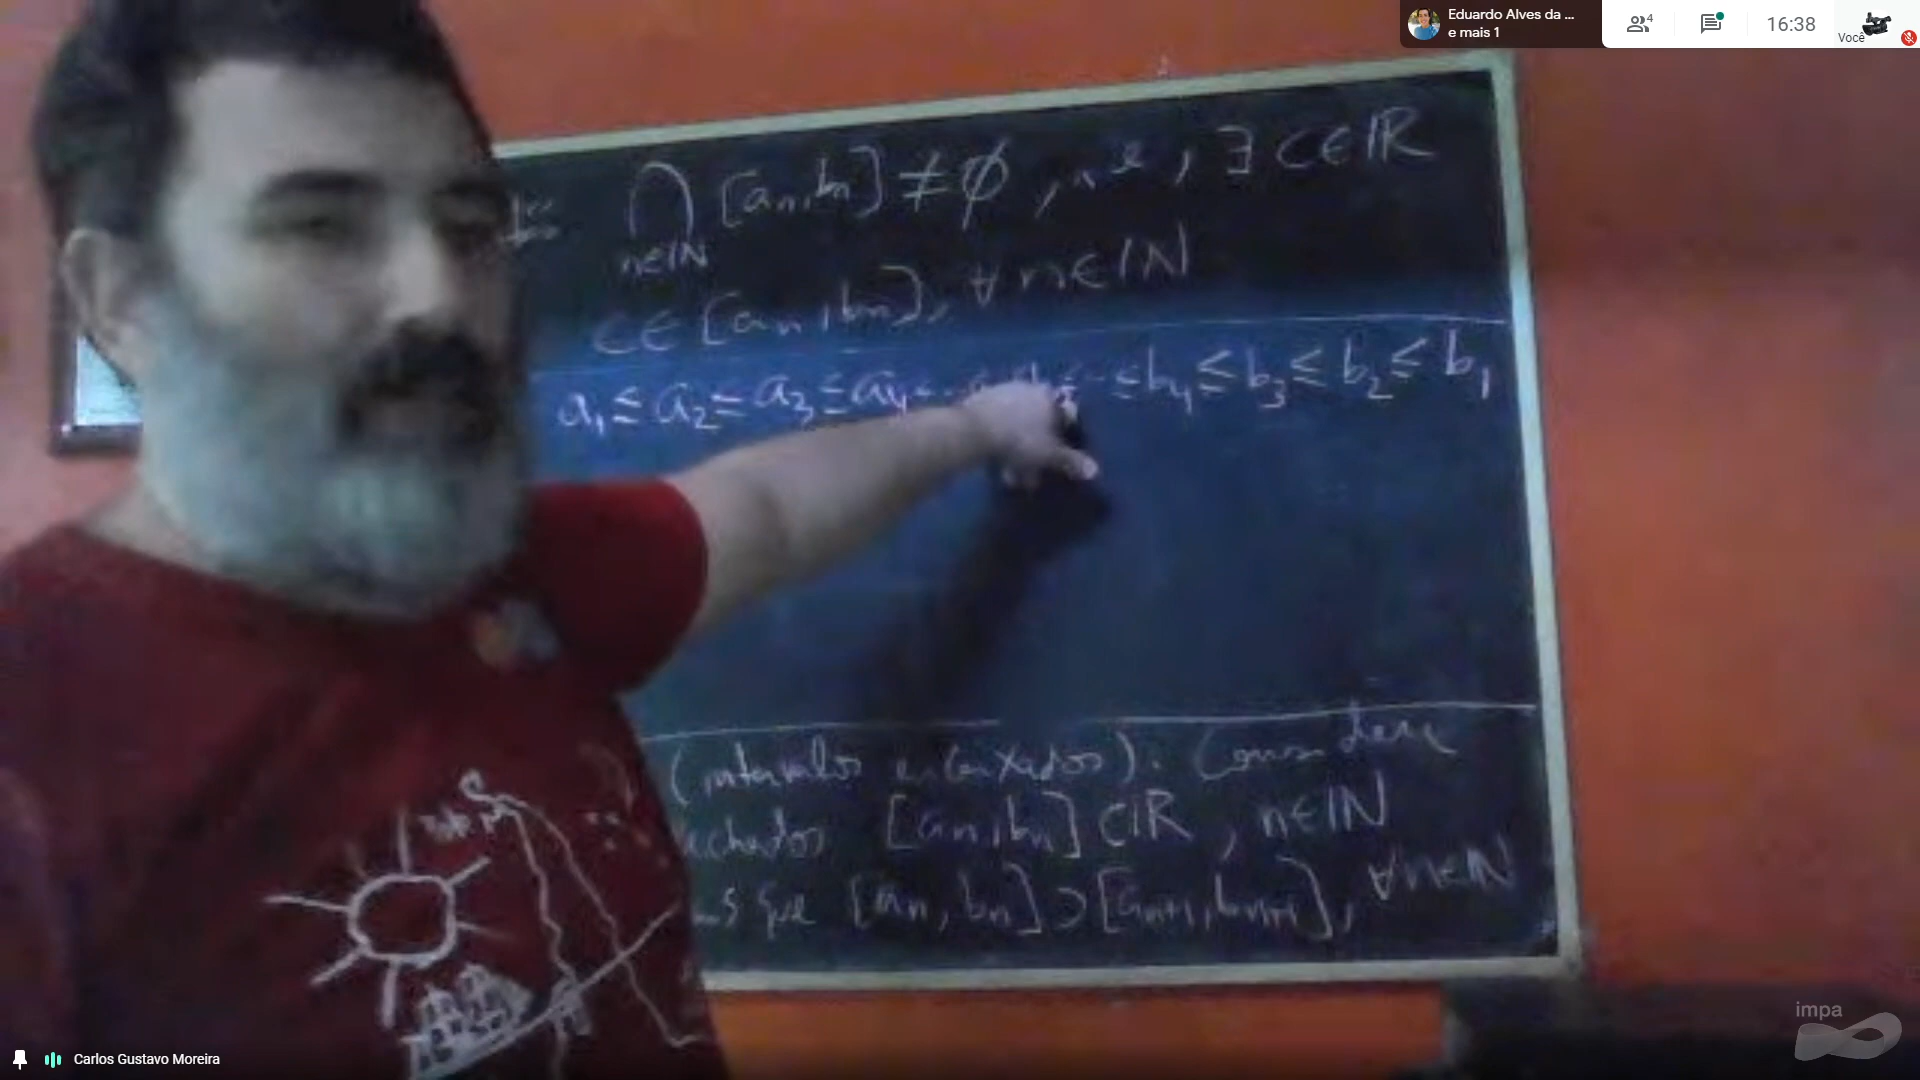 Eduardo Alves da ...
e mais 1
4
16:38
Você
⋂ [an, bn] ≠ ∅, i.e., ∃ c∈ℝ
n∈ℕ
c∈[an, bn], ∀ n∈ℕ
a₁ ≤ a₂ ≤ a₃ ≤ a₄ ≤ ... ≤ b₄ ≤ b₃ ≤ b₂ ≤ b₁
(intervalos encaixados). Considere
[an, bn] ⊂ ℝ, n∈ℕ
que [an, bn] ⊃ [an+1, bn+1], ∀n∈ℕ
impa
Carlos Gustavo Moreira